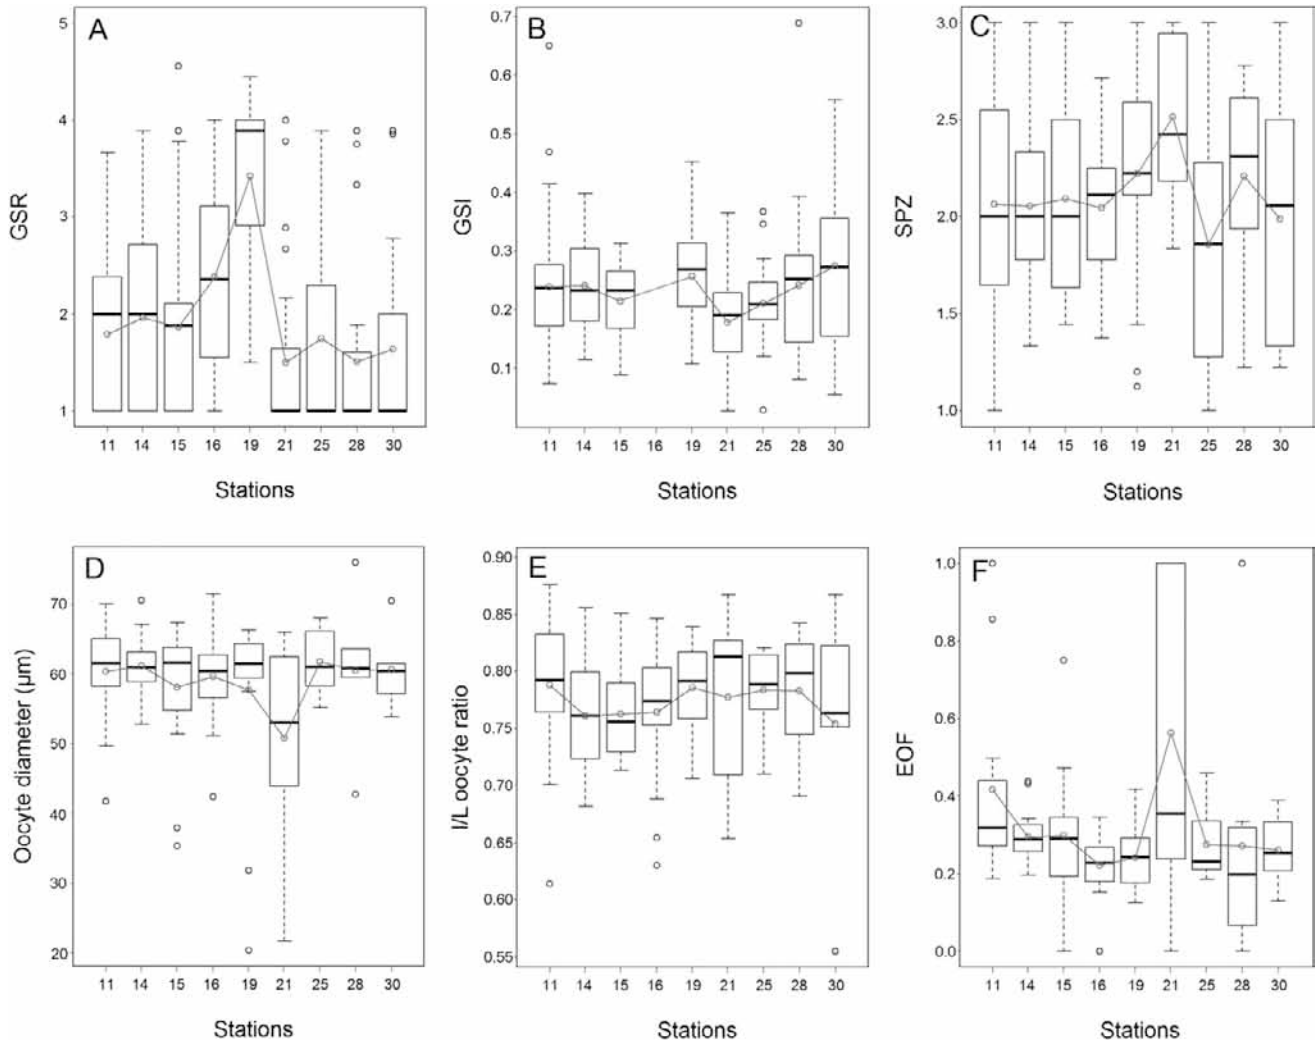 A
GSR
5
4
3
2
1
11 14 15 16 19 21 25 28 30
Stations
B
GSI
0.7
0.6
0.5
0.4
0.3
0.2
0.1
11 14 15 16 19 21 25 28 30
Stations
C
SPZ
3.0
2.5
2.0
1.5
1.0
11 14 15 16 19 21 25 28 30
Stations
D
Oocyte diameter (µm)
70
60
50
40
30
20
11 14 15 16 19 21 25 28 30
Stations
E
I/L oocyte ratio
0.90
0.85
0.80
0.75
0.70
0.65
0.60
0.55
11 14 15 16 19 21 25 28 30
Stations
F
EOF
1.0
0.8
0.6
0.4
0.2
0.0
11 14 15 16 19 21 25 28 30
Stations